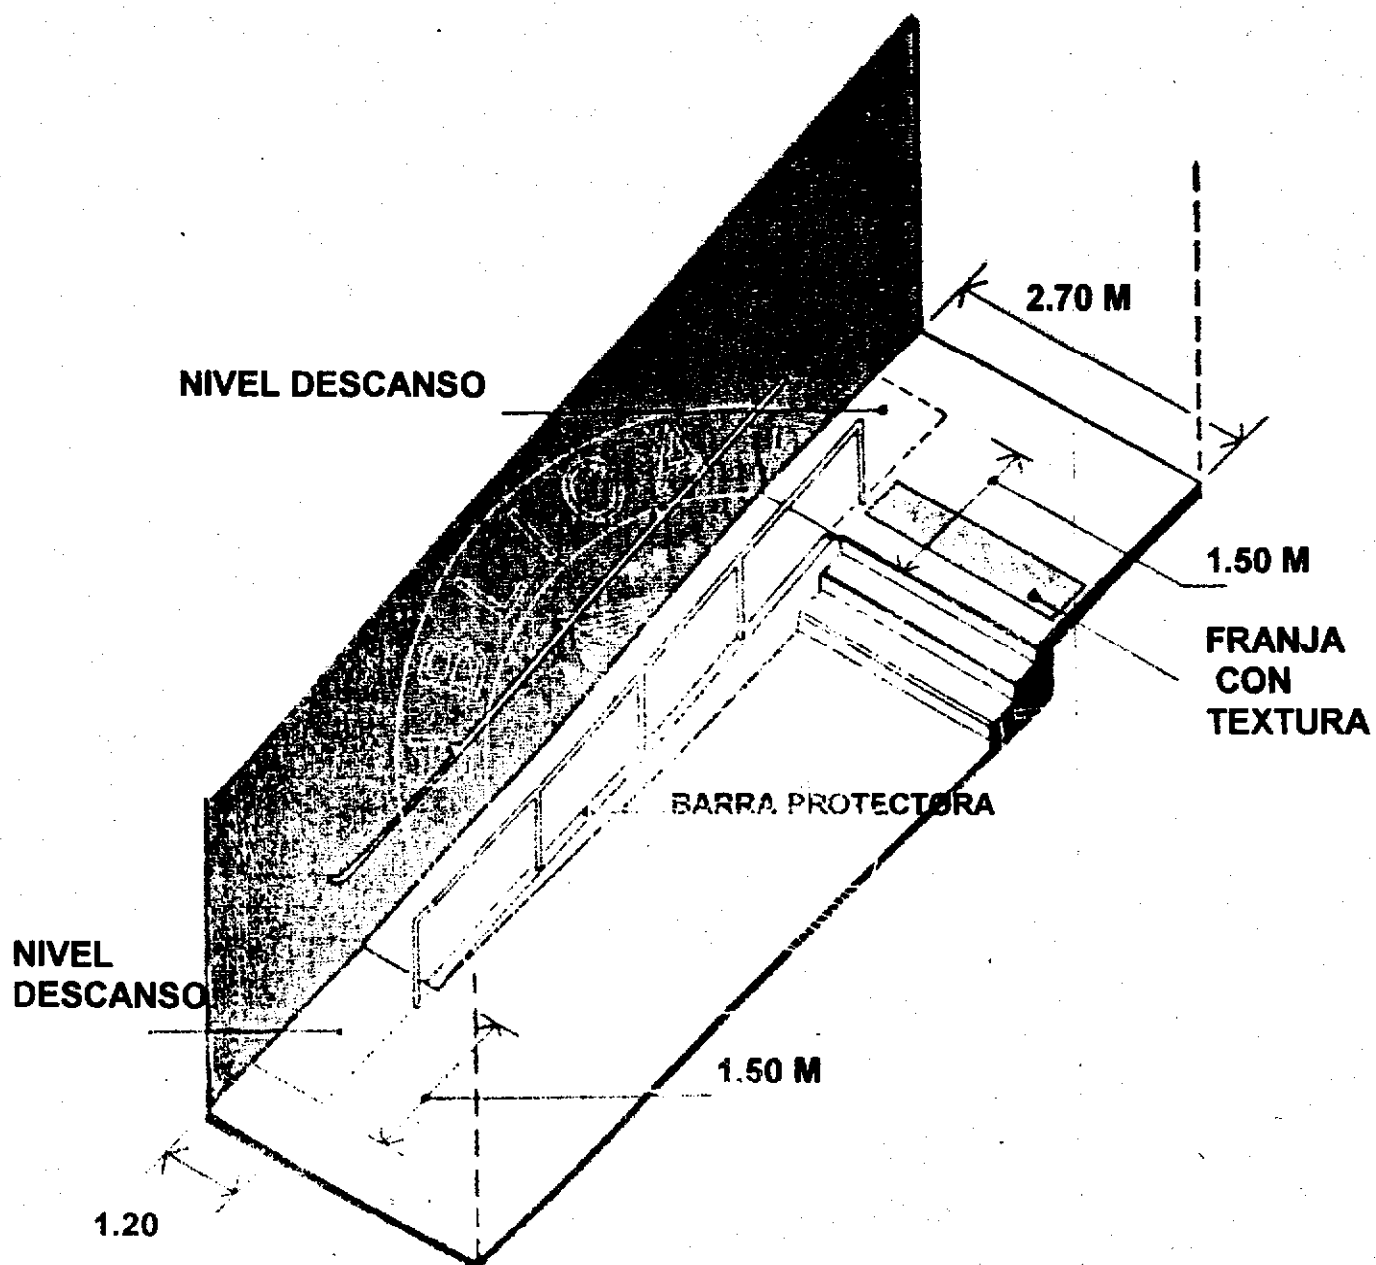 2.70 M
NIVEL DESCANSO
1.50 M
FRANJA
CON
TEXTURA
BARRA PROTECTORA
NIVEL
DESCANSO
1.50 M
1.20